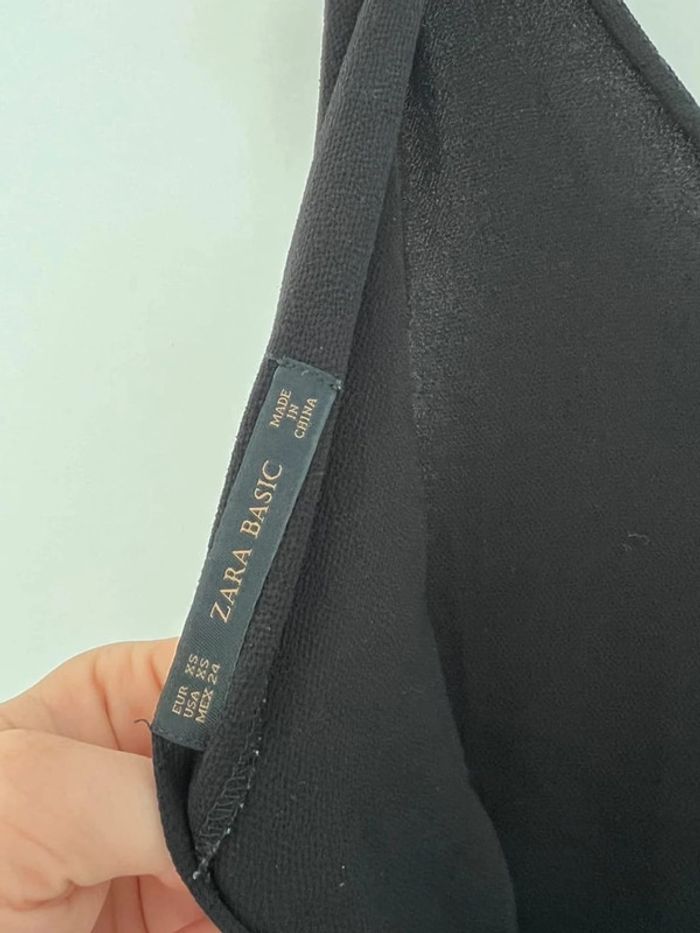 EUR XS
USA XS
MEX 24
ZARA BASIC
MADE
IN
CHINA